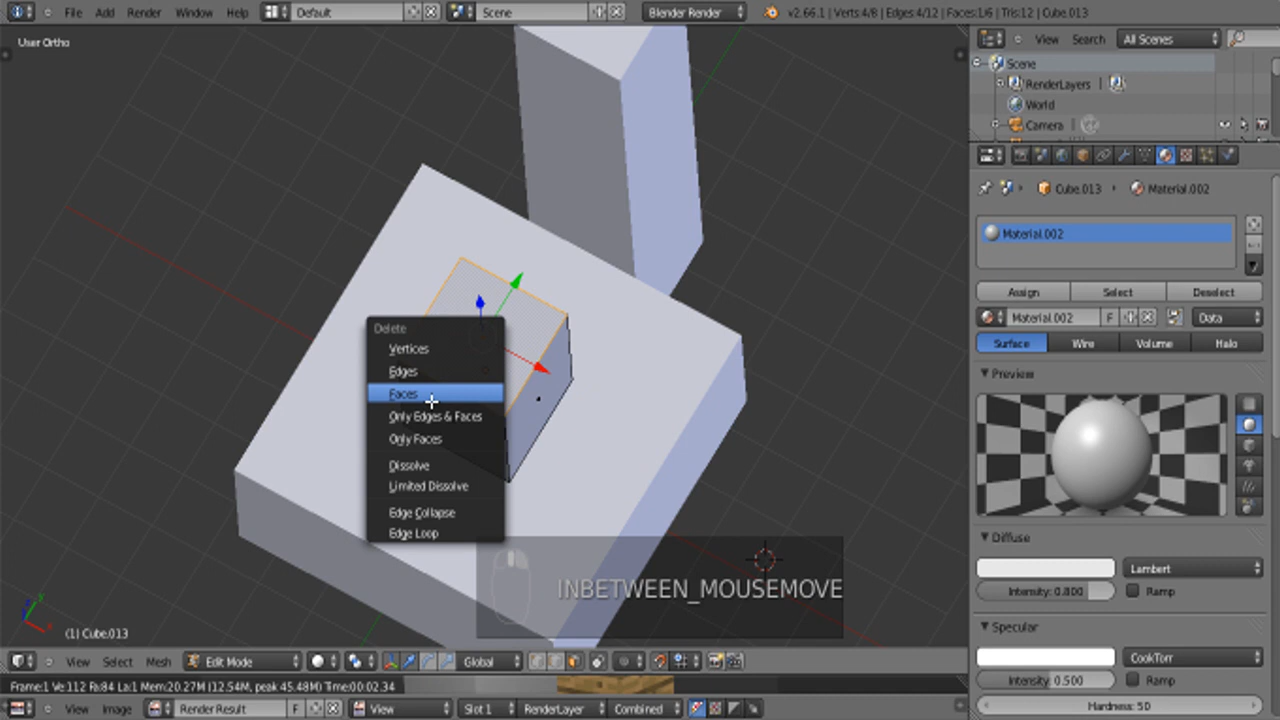 File Add Render Window Help Default Scene Blender Render v2.66.1 | Verts:4/8 | Edges:4/12 | Faces:1/6 | Tris:12 | Cube.013
User Ortho
View Search All Scenes
Scene
RenderLayers |
World
Camera |
Cube.013 Material.002
Material.002
Assign Select Deselect
Material.002 F Data
Surface Wire Volume Halo
Preview
Delete
Vertices
Edges
Faces
Only Edges & Faces
Only Faces
Dissolve
Limited Dissolve
Edge Collapse
Edge Loop
INBETWEEN_MOUSEMOVE
Diffuse
Lambert
Intensity: 0.800 Ramp
Specular
CookTorr
Intensity: 0.500 Ramp
Hardness: 50
(1) Cube.013
View Select Mesh Edit Mode Global
Frame:1 Ve:112 Fa:84 La:1 Mem:20.27M (12.54M, peak 45.48M) Time:00:02.34
View Image Render Result F View Slot 1 RenderLayer Combined